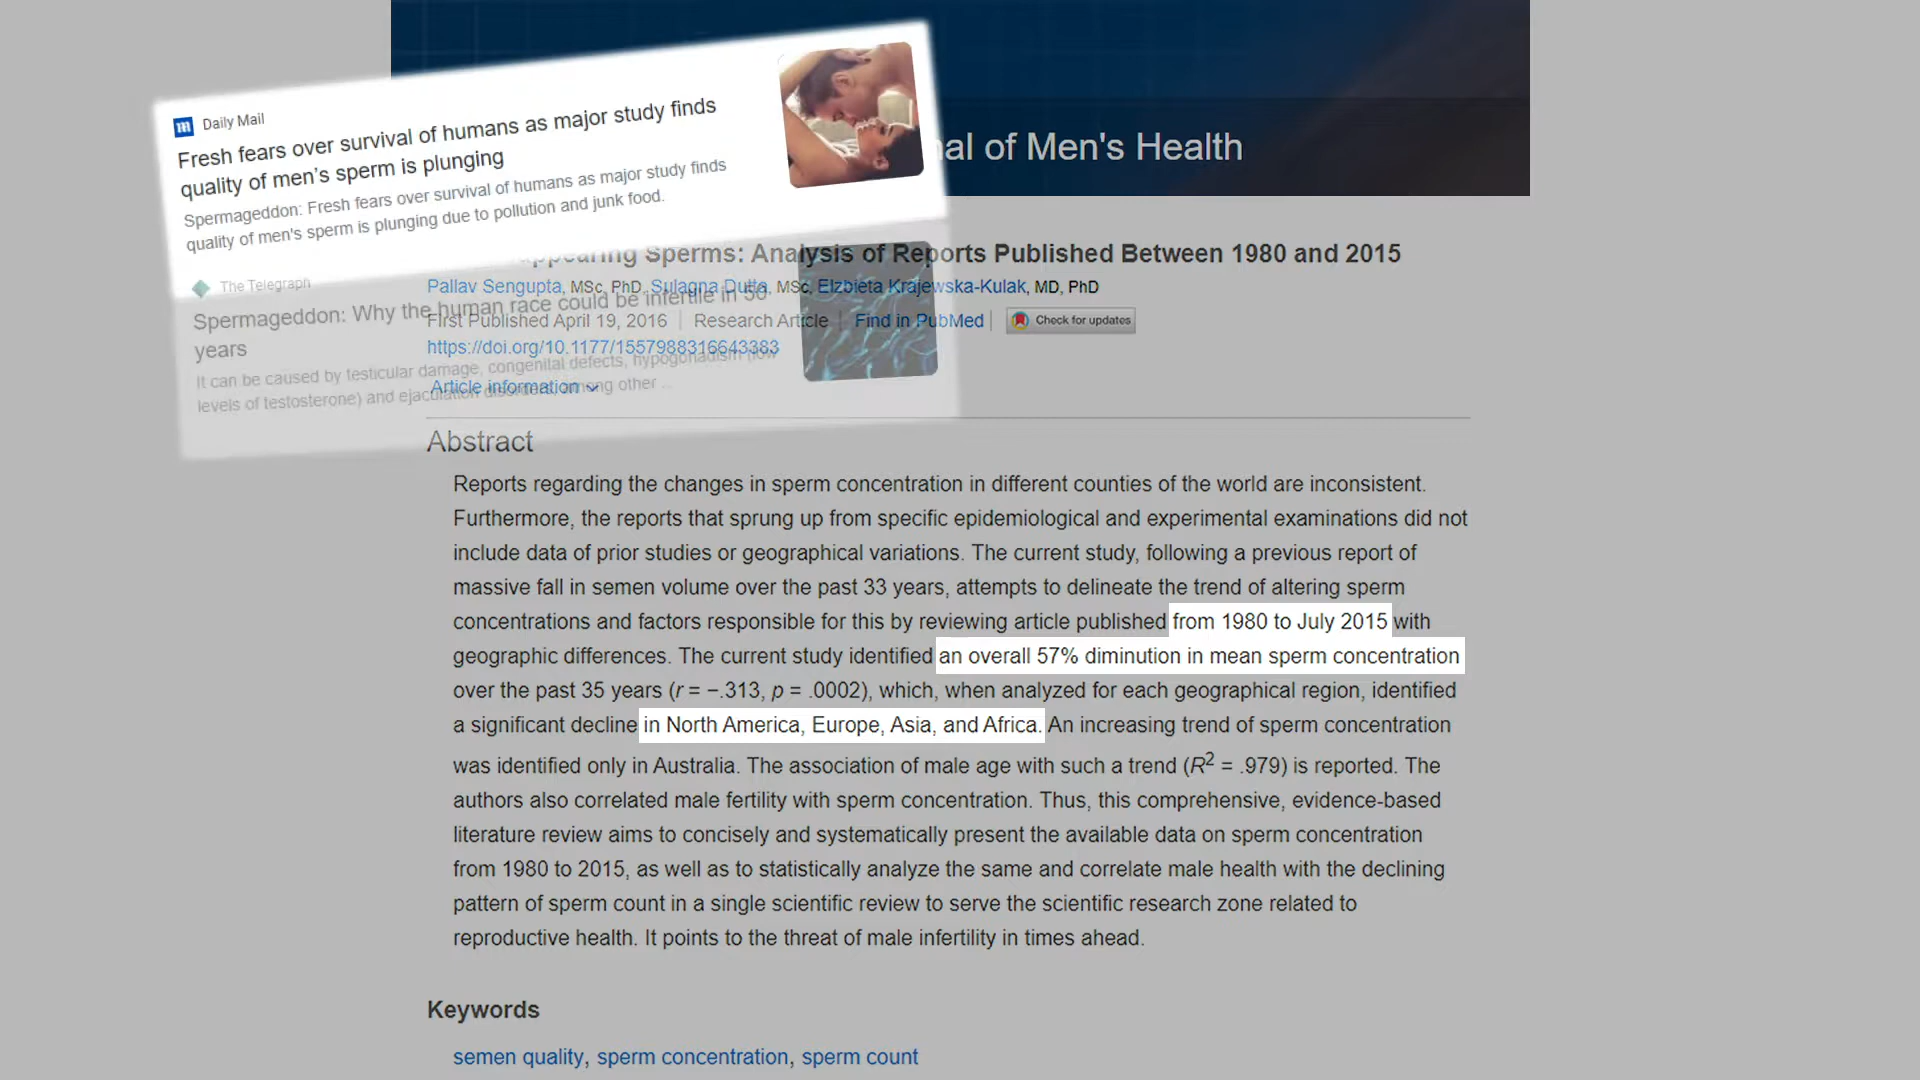 Daily Mail
Fresh fears over survival of humans as major study finds
quality of men's sperm is plunging
Spermageddon: Fresh fears over survival of humans as major study finds
quality of men's sperm is plunging due to pollution and junk food.
nal of Men's Health
appearing Sperms: Analysis of Reports Published Between 1980 and 2015
The Telegraph
Spermageddon: Why the human race could be infertile in 50
years
It can be caused by testicular damage, congenital defects, hypogonadism (low
levels of testosterone) and ejaculation disorders, among other ...
Pallav Sengupta, MSc, PhD, Sulagna Dutta, MSc, Elzbieta Krajewska-Kulak, MD, PhD
First Published April 19, 2016 | Research Article | Find in PubMed | Check for updates
https://doi.org/10.1177/1557988316643383
Article information
Abstract
Reports regarding the changes in sperm concentration in different counties of the world are inconsistent.
Furthermore, the reports that sprung up from specific epidemiological and experimental examinations did not
include data of prior studies or geographical variations. The current study, following a previous report of
massive fall in semen volume over the past 33 years, attempts to delineate the trend of altering sperm
concentrations and factors responsible for this by reviewing article published from 1980 to July 2015 with
geographic differences. The current study identified an overall 57% diminution in mean sperm concentration
over the past 35 years (r = −.313, p = .0002), which, when analyzed for each geographical region, identified
a significant decline in North America, Europe, Asia, and Africa. An increasing trend of sperm concentration
was identified only in Australia. The association of male age with such a trend (R² = .979) is reported. The
authors also correlated male fertility with sperm concentration. Thus, this comprehensive, evidence-based
literature review aims to concisely and systematically present the available data on sperm concentration
from 1980 to 2015, as well as to statistically analyze the same and correlate male health with the declining
pattern of sperm count in a single scientific review to serve the scientific research zone related to
reproductive health. It points to the threat of male infertility in times ahead.
Keywords
semen quality, sperm concentration, sperm count